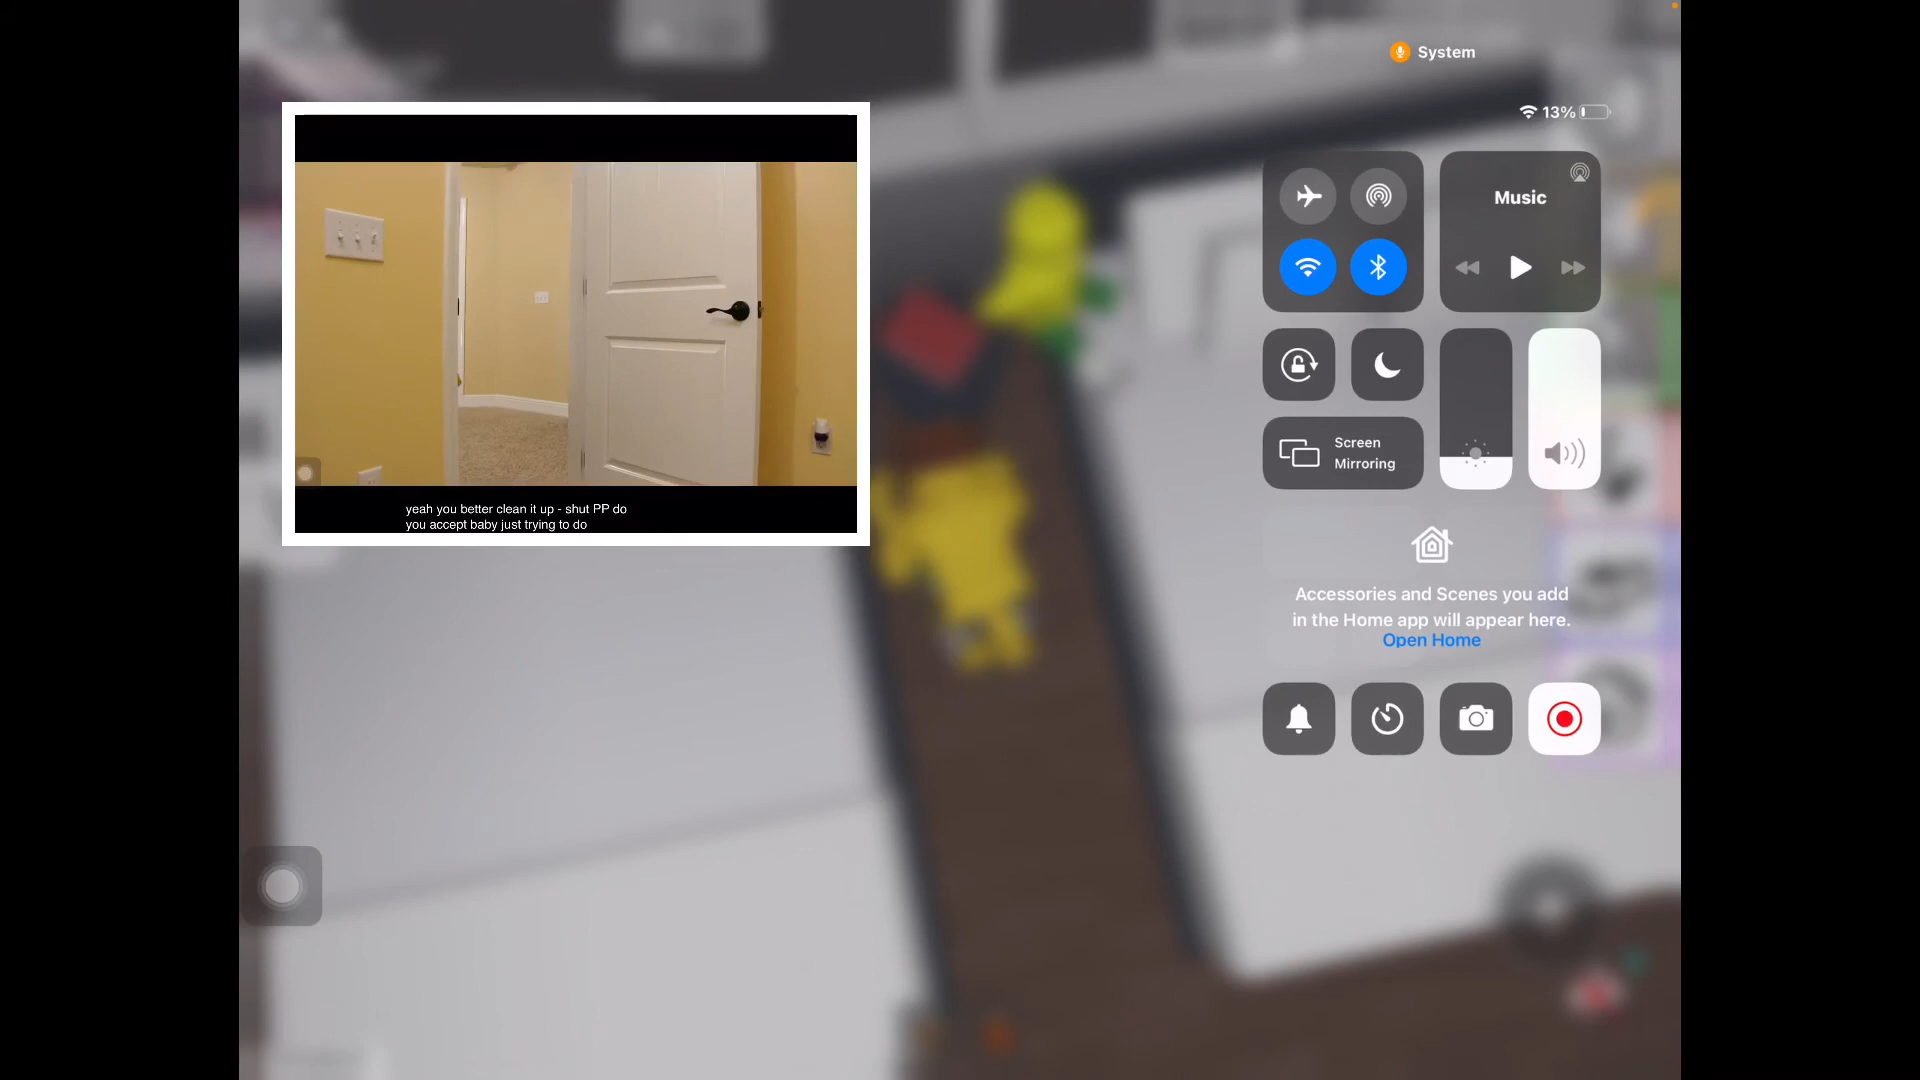 System
13%
yeah you better clean it up - shut PP do
you accept baby just trying to do
Music
Screen
Mirroring
Accessories and Scenes you add
in the Home app will appear here.
Open Home